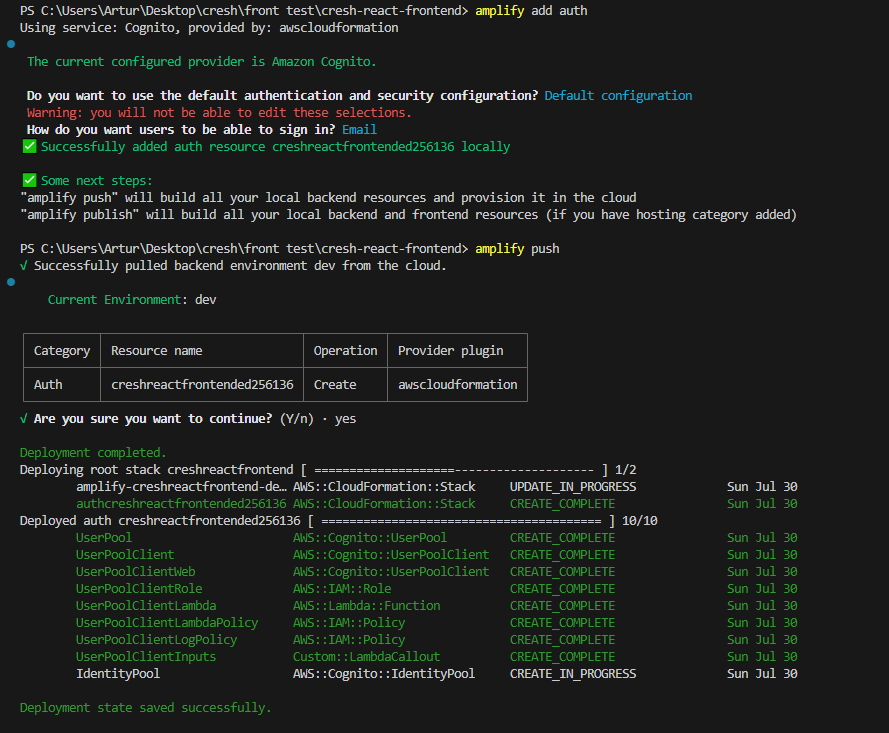 PS C:\Users\Artur\Desktop\cresh\front test\cresh-react-frontend> amplify add auth
Using service: Cognito, provided by: awscloudformation
The current configured provider is Amazon Cognito.
Do you want to use the default authentication and security configuration? Default configuration
Warning: you will not be able to edit these selections.
How do you want users to be able to sign in? Email
✅ Successfully added auth resource creshreactfrontended256136 locally
✅ Some next steps:
"amplify push" will build all your local backend resources and provision it in the cloud
"amplify publish" will build all your local backend and frontend resources (if you have hosting category added)
PS C:\Users\Artur\Desktop\cresh\front test\cresh-react-frontend> amplify push
√ Successfully pulled backend environment dev from the cloud.
Current Environment: dev
Category Resource name Operation Provider plugin
Auth creshreactfrontended256136 Create awscloudformation
√ Are you sure you want to continue? (Y/n) · yes
Deployment completed.
Deploying root stack creshreactfrontend [ ====================-------------------- ] 1/2
amplify-creshreactfrontend-de… AWS::CloudFormation::Stack UPDATE_IN_PROGRESS Sun Jul 30
authcreshreactfrontended256136 AWS::CloudFormation::Stack CREATE_COMPLETE Sun Jul 30
Deployed auth creshreactfrontended256136 [ ======================================== ] 10/10
UserPool AWS::Cognito::UserPool CREATE_COMPLETE Sun Jul 30
UserPoolClient AWS::Cognito::UserPoolClient CREATE_COMPLETE Sun Jul 30
UserPoolClientWeb AWS::Cognito::UserPoolClient CREATE_COMPLETE Sun Jul 30
UserPoolClientRole AWS::IAM::Role CREATE_COMPLETE Sun Jul 30
UserPoolClientLambda AWS::Lambda::Function CREATE_COMPLETE Sun Jul 30
UserPoolClientLambdaPolicy AWS::IAM::Policy CREATE_COMPLETE Sun Jul 30
UserPoolClientLogPolicy AWS::IAM::Policy CREATE_COMPLETE Sun Jul 30
UserPoolClientInputs Custom::LambdaCallout CREATE_COMPLETE Sun Jul 30
IdentityPool AWS::Cognito::IdentityPool CREATE_IN_PROGRESS Sun Jul 30
Deployment state saved successfully.